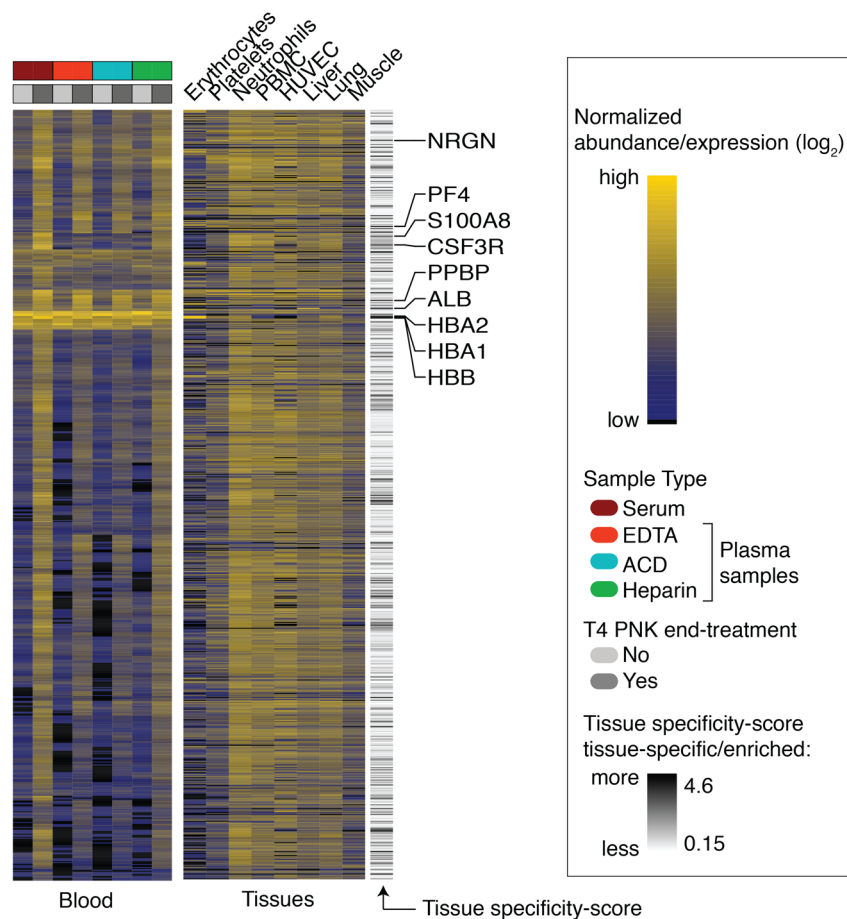 Erythrocytes
Platelets
Neutrophils
PBMC
HUVEC
Liver
Lung
Muscle
NRGN
PF4
S100A8
CSF3R
PPBP
ALB
HBA2
HBA1
HBB
Blood
Tissues
Tissue specificity-score
Normalized
abundance/expression (log2)
high
low
Sample Type
Serum
EDTA
ACD
Heparin
Plasma
samples
T4 PNK end-treatment
No
Yes
Tissue specificity-score
tissue-specific/enriched:
more
4.6
0.15
less